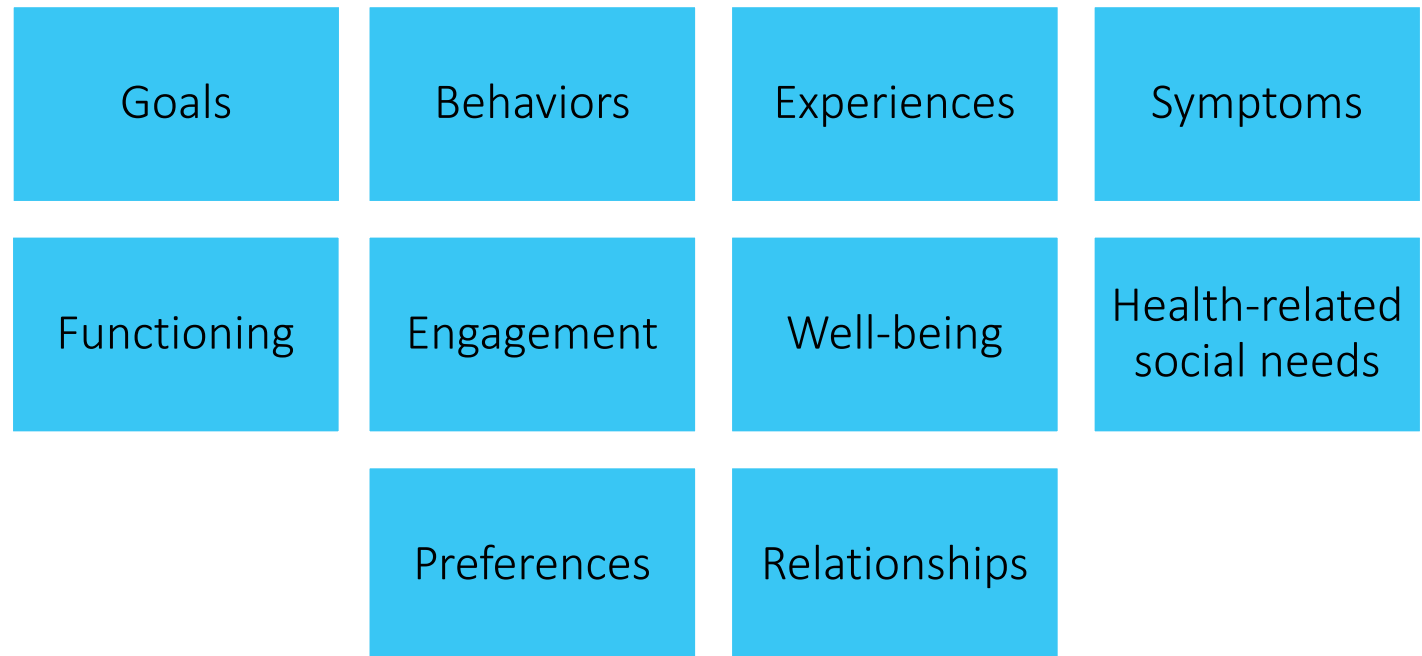 Goals
Behaviors
Experiences
Symptoms
Functioning
Engagement
Well-being
Health-related
social needs
Preferences
Relationships